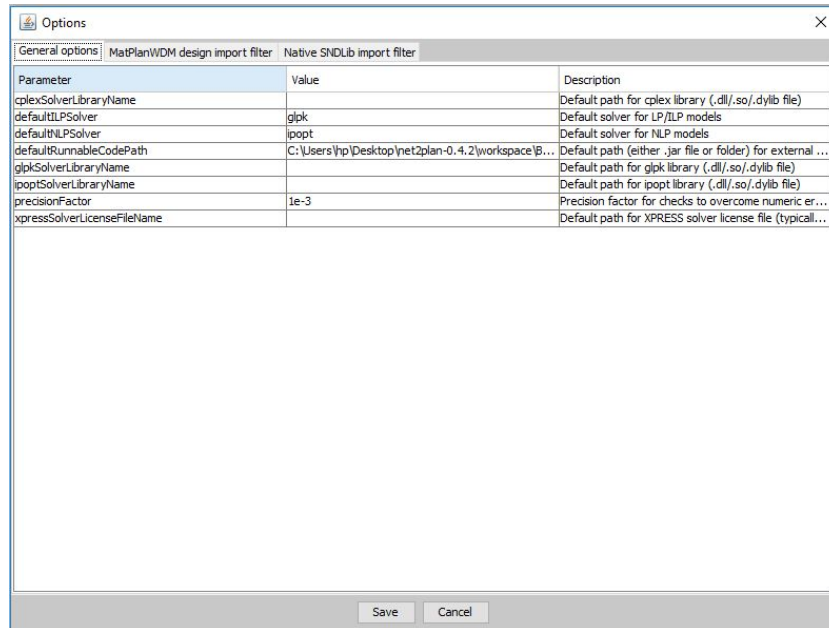 Options
General options MatPlanWDM design import filter Native SNDLib import filter
Parameter Value Description
cplexSolverLibraryName Default path for cplex library (.dll/.so/.dylib file)
defaultILPSolver glpk Default solver for LP/ILP models
defaultNLPSolver ipopt Default solver for NLP models
defaultRunnableCodePath C:\Users\hp\Desktop\net2plan-0.4.2\workspace\B... Default path (either .jar file or folder) for external ...
glpkSolverLibraryName Default path for glpk library (.dll/.so/.dylib file)
ipoptSolverLibraryName Default path for ipopt library (.dll/.so/.dylib file)
precisionFactor 1e-3 Precision factor for checks to overcome numeric er...
xpressSolverLicenseFileName Default path for XPRESS solver license file (typicall...
Save Cancel